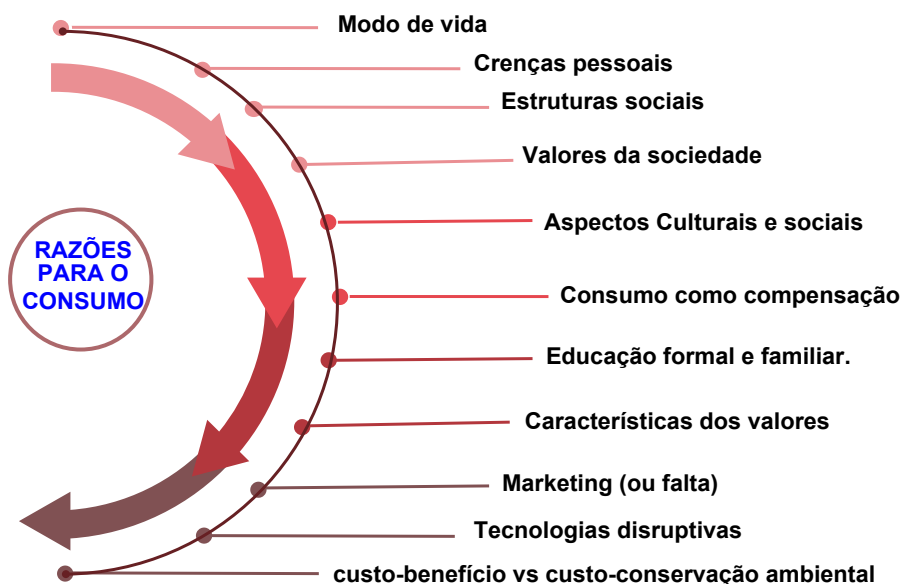 Modo de vida
Crenças pessoais
Estruturas sociais
Valores da sociedade
Aspectos Culturais e sociais
RAZÕES
PARA O
CONSUMO
Consumo como compensação
Educação formal e familiar.
Características dos valores
Marketing (ou falta)
Tecnologias disruptivas
custo-benefício vs custo-conservação ambiental